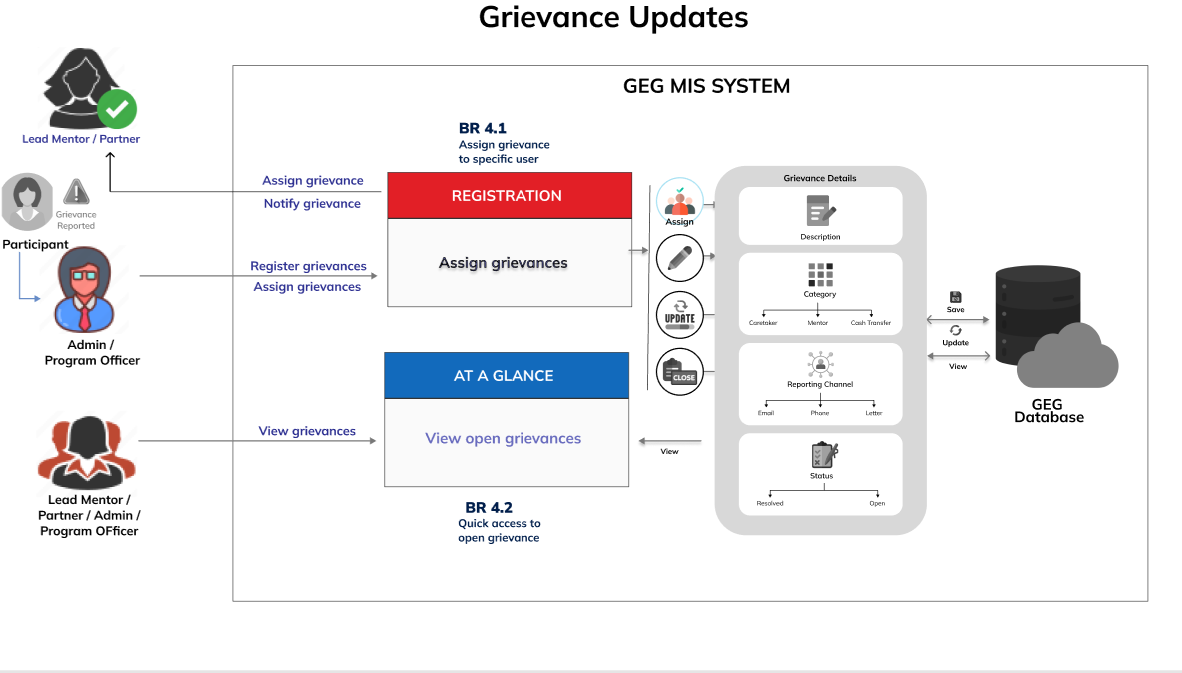 Grievance Updates
GEG MIS SYSTEM
Lead Mentor / Partner
Grievance
Reported
Participant
Admin /
Program Officer
Lead Mentor /
Partner / Admin /
Program OFficer
Assign grievance
Notify grievance
Register grievances
Assign grievances
View grievances
BR 4.1
Assign grievance
to specific user
REGISTRATION
Assign grievances
AT A GLANCE
View open grievances
BR 4.2
Quick access to
open grievance
Assign
UPDATE
CLOSE
View
Grievance Details
Description
Category
Caretaker Mentor Cash Transfer
Reporting Channel
Email Phone Letter
Status
Resolved Open
Save
Update
View
GEG
Database